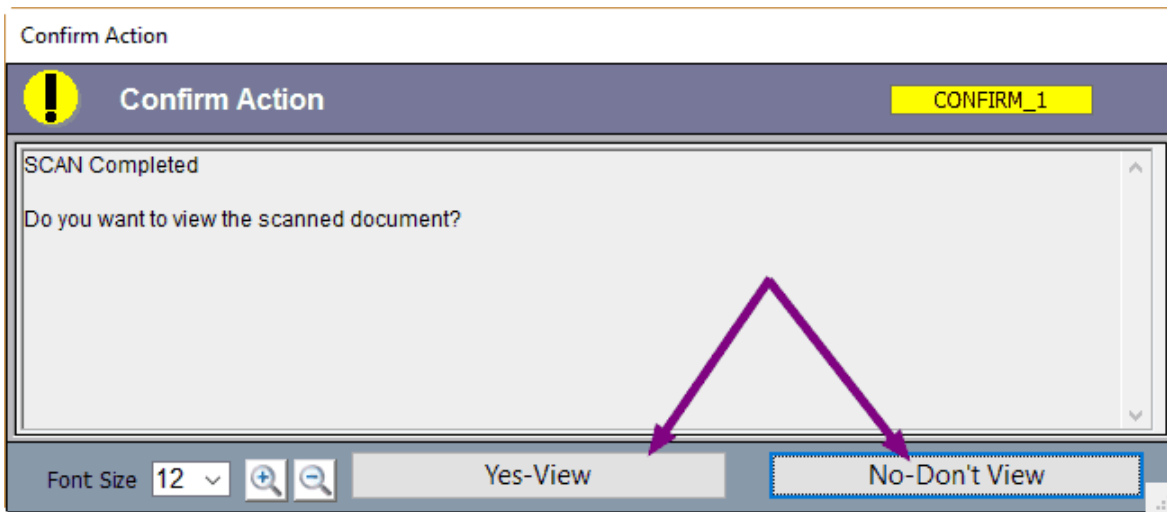 Confirm Action
Confirm Action
CONFIRM_1
SCAN Completed
Do you want to view the scanned document?
Font Size
12
Yes-View
No-Don't View